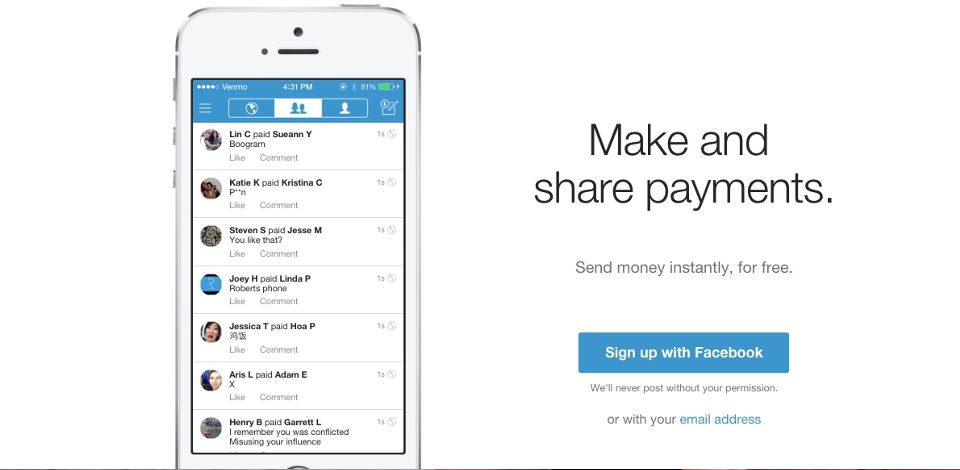 Venmo 4:31 PM 81%
Lin C paid Sueann Y 1s
Boogram
Like Comment
Katie K paid Kristina C 1s
P**n
Like Comment
Steven S paid Jesse M 1s
You like that?
Like Comment
Joey H paid Linda P 1s
Roberts phone
Like Comment
Jessica T paid Hoa P 1s
鸡饭
Like Comment
Aris L paid Adam E 1s
X
Like Comment
Henry B paid Garrett L 1s
I remember you was conflicted
Misusing your influence
Make and
share payments.
Send money instantly, for free.
Sign up with Facebook
We'll never post without your permission.
or with your email address